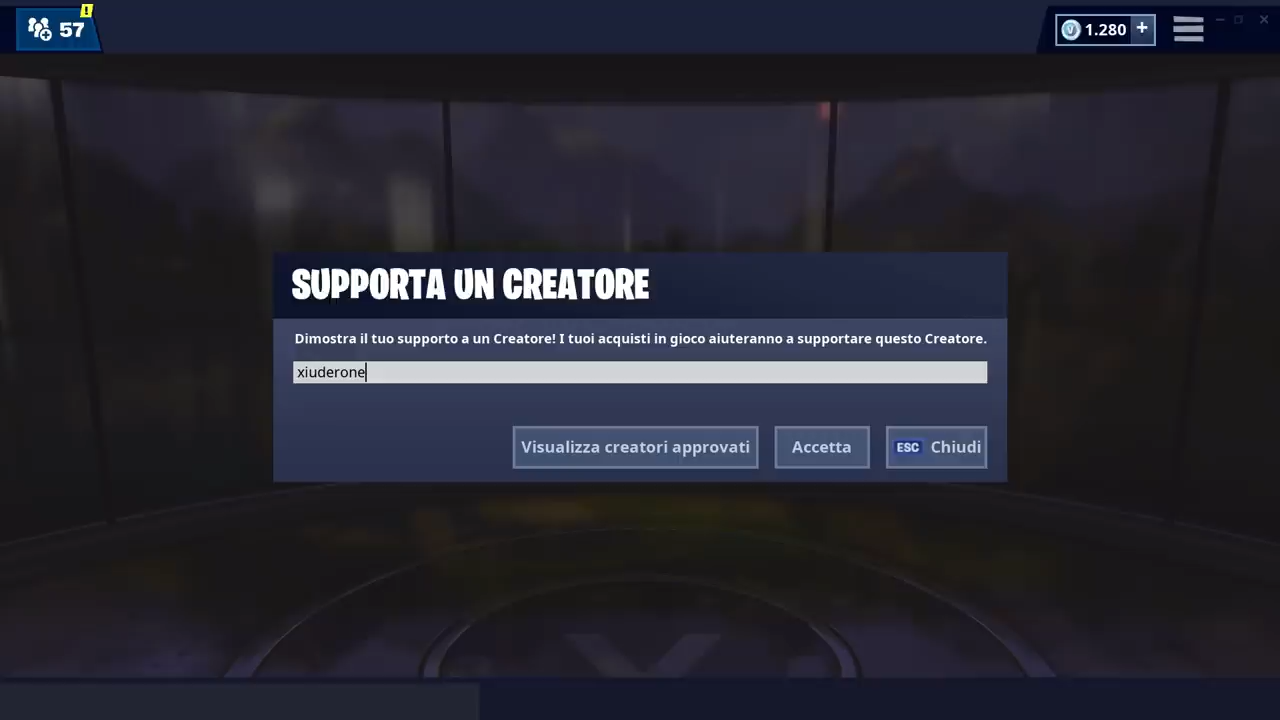 57
!
1.280 +
SUPPORTA UN CREATORE
Dimostra il tuo supporto a un Creatore! I tuoi acquisti in gioco aiuteranno a supportare questo Creatore.
xiuderone
Visualizza creatori approvati
Accetta
ESC Chiudi